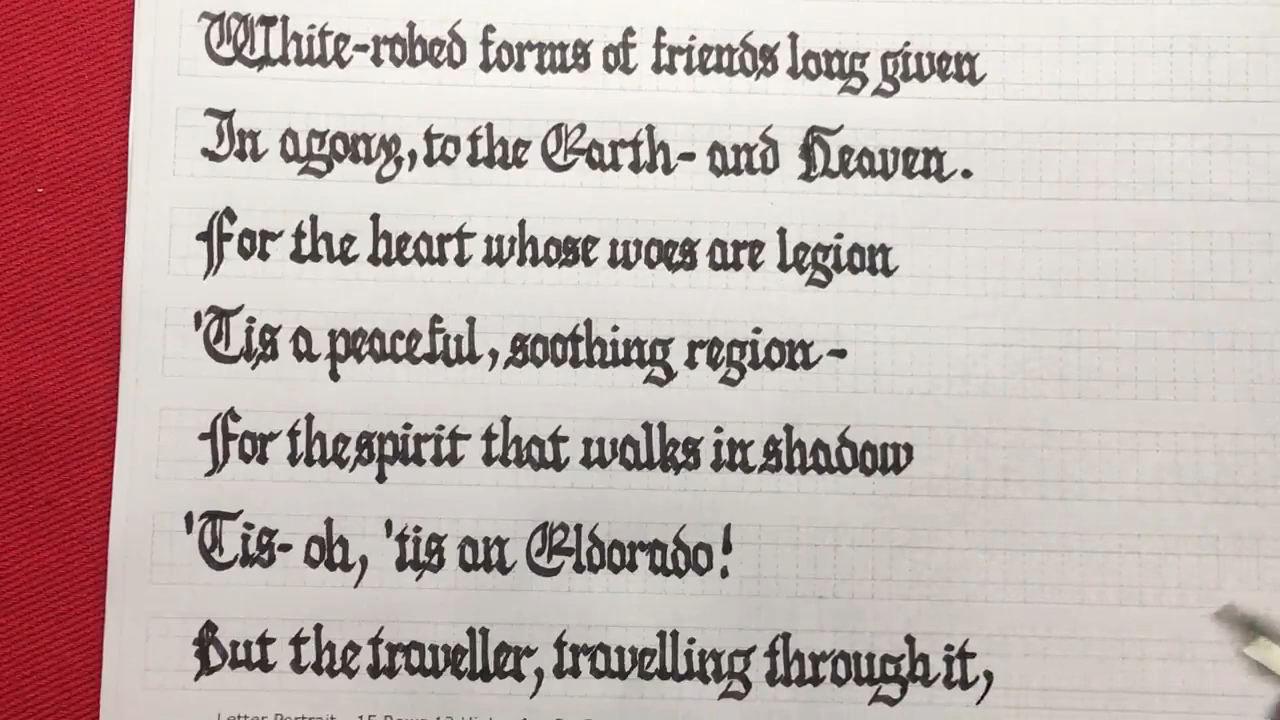 White-robed forms of friends long given
In agony, to the Earth- and Heaven.
For the heart whose woes are legion
'Tis a peaceful, soothing region-
For the spirit that walks in shadow
'Tis- oh, 'tis an Eldorado!
But the traveller, travelling through it,
Letter Portrait